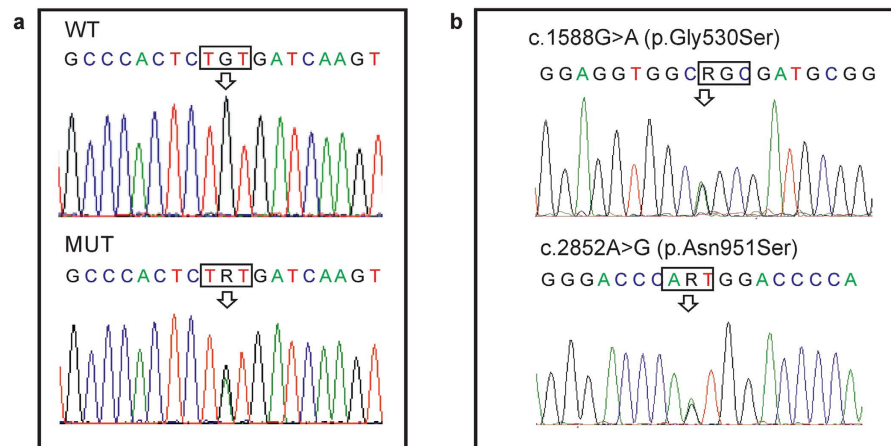 a
WT
GCCCACTCTGTGATCAAGT
MUT
GCCCACTCTRTGATCAAGT
b
c.1588G>A (p.Gly530Ser)
GGAGGTGGCRGCGATGCGG
c.2852A>G (p.Asn951Ser)
GGGACCCARTGGACCCCA